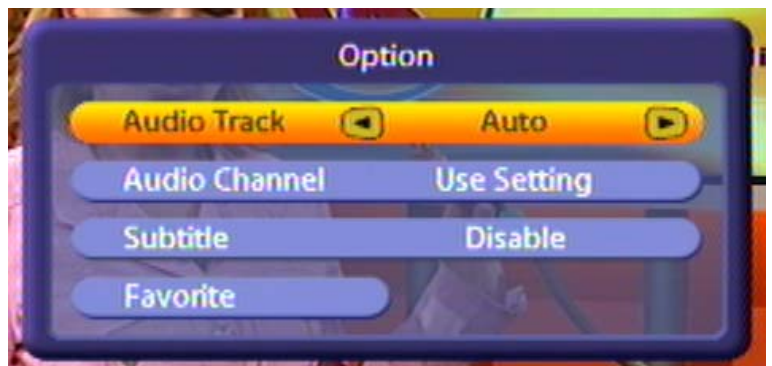 Option
Audio Track Auto
Audio Channel Use Setting
Subtitle Disable
Favorite